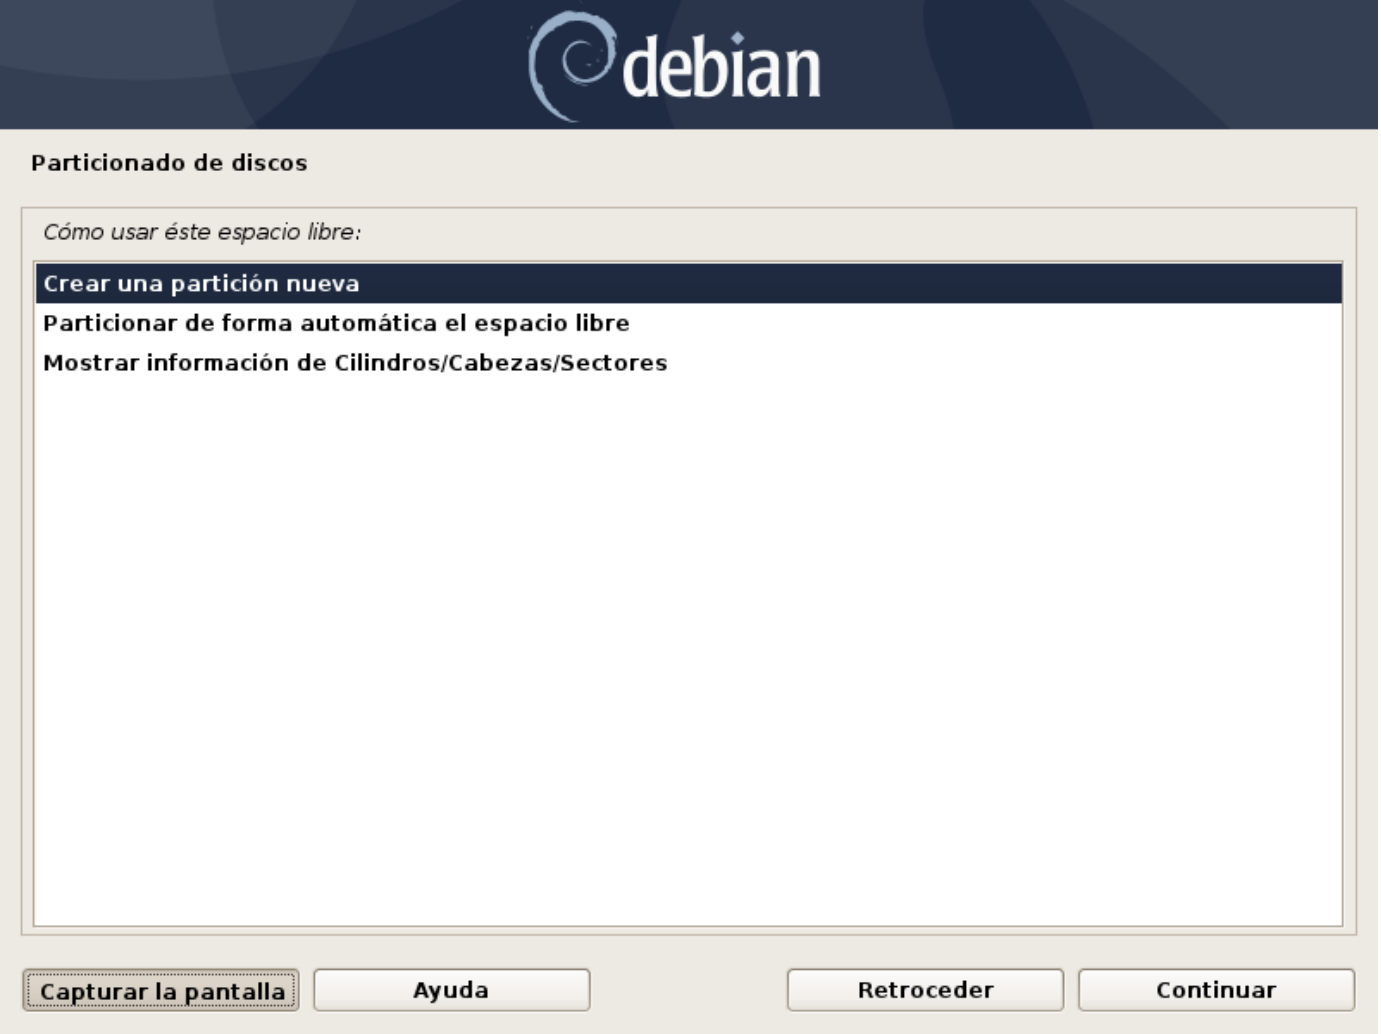 debian
Particionado de discos
Cómo usar éste espacio libre:
Crear una partición nueva
Particionar de forma automática el espacio libre
Mostrar información de Cilindros/Cabezas/Sectores
Capturar la pantalla
Ayuda
Retroceder
Continuar